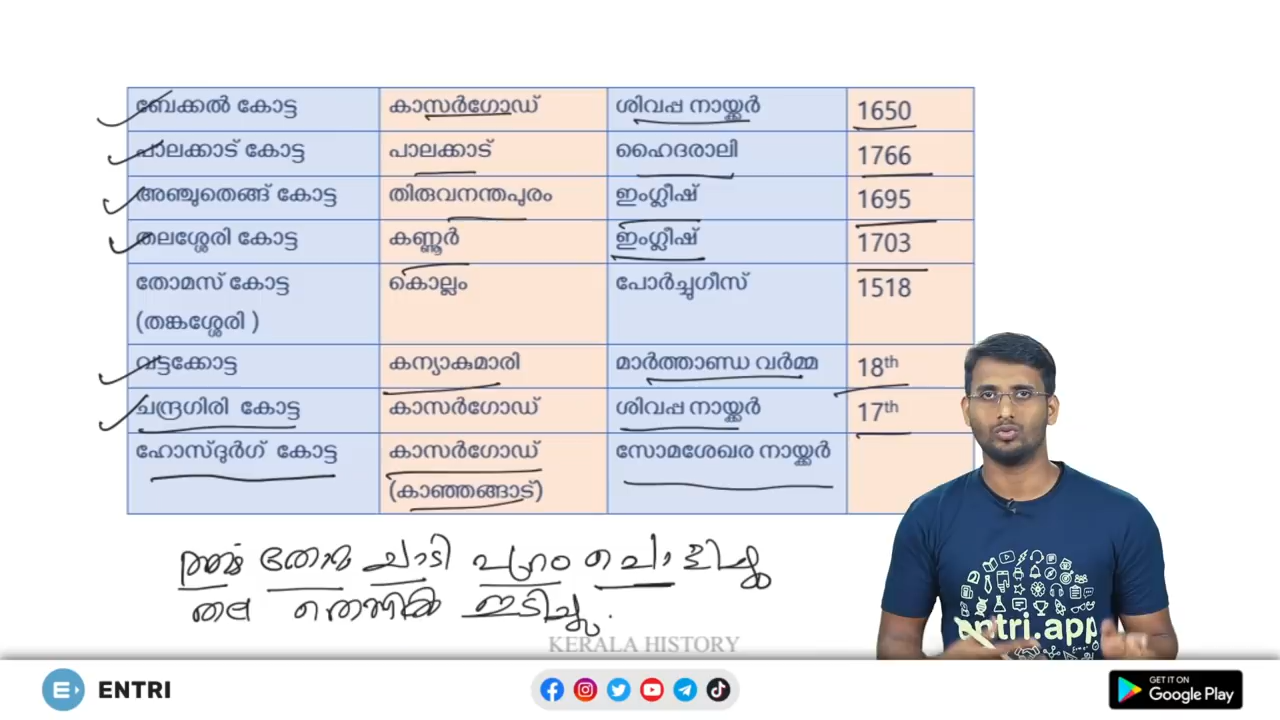 ബേക്കൽ കോട്ട കാസർഗോഡ് ശിവപ്പ നായ്ക്കർ 1650
പാലക്കാട് കോട്ട പാലക്കാട് ഹൈദരാലി 1766
അഞ്ചുതെങ്ങ് കോട്ട തിരുവനന്തപുരം ഇംഗ്ലീഷ് 1695
തലശ്ശേരി കോട്ട കണ്ണൂർ ഇംഗ്ലീഷ് 1703
തോമസ് കോട്ട കൊല്ലം പോർച്ചുഗീസ് 1518
(തങ്കശ്ശേരി )
വട്ടക്കോട്ട കന്യാകുമാരി മാർത്താണ്ഡ വർമ്മ 18th
ചന്ദ്രഗിരി കോട്ട കാസർഗോഡ് ശിവപ്പ നായ്ക്കർ 17th
ഹോസ്ദുർഗ് കോട്ട കാസർഗോഡ് സോമശേഖര നായ്ക്കർ
(കാഞ്ഞങ്ങാട്)
ചാടി
തല ഇടിച്ചു.
entri.app
KERALA HISTORY
E ENTRI
GET IT ON
Google Play